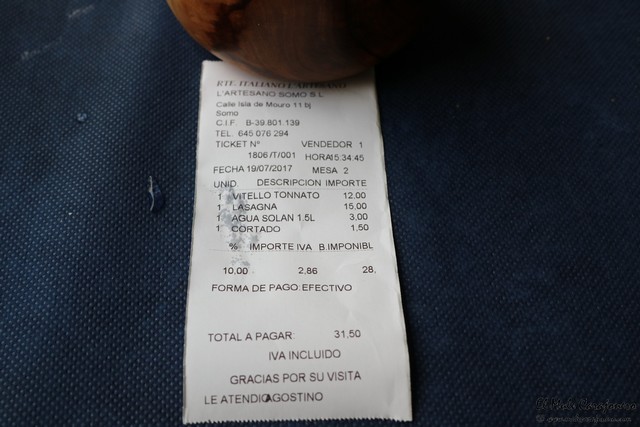 RTE. ITALIANO L'ARTESANO
L'ARTESANO SOMO S.L
Calle Isla de Mouro 11 bj
Somo
C.I.F. B-39.801.139
TEL. 645 076 294
TICKET Nº VENDEDOR 1
1806/T/001 HORA15:34:45
FECHA 19/07/2017 MESA 2
UNID. DESCRIPCION IMPORTE
1 VITELLO TONNATO 12,00
1 LASAGNA 15,00
1 AGUA SOLAN 1.5L 3,00
1 CORTADO 1,50
% IMPORTE IVA B.IMPONIBL
10,00 2,86 28,
FORMA DE PAGO:EFECTIVO
TOTAL A PAGAR: 31,50
IVA INCLUIDO
GRACIAS POR SU VISITA
LE ATENDIOAGOSTINO